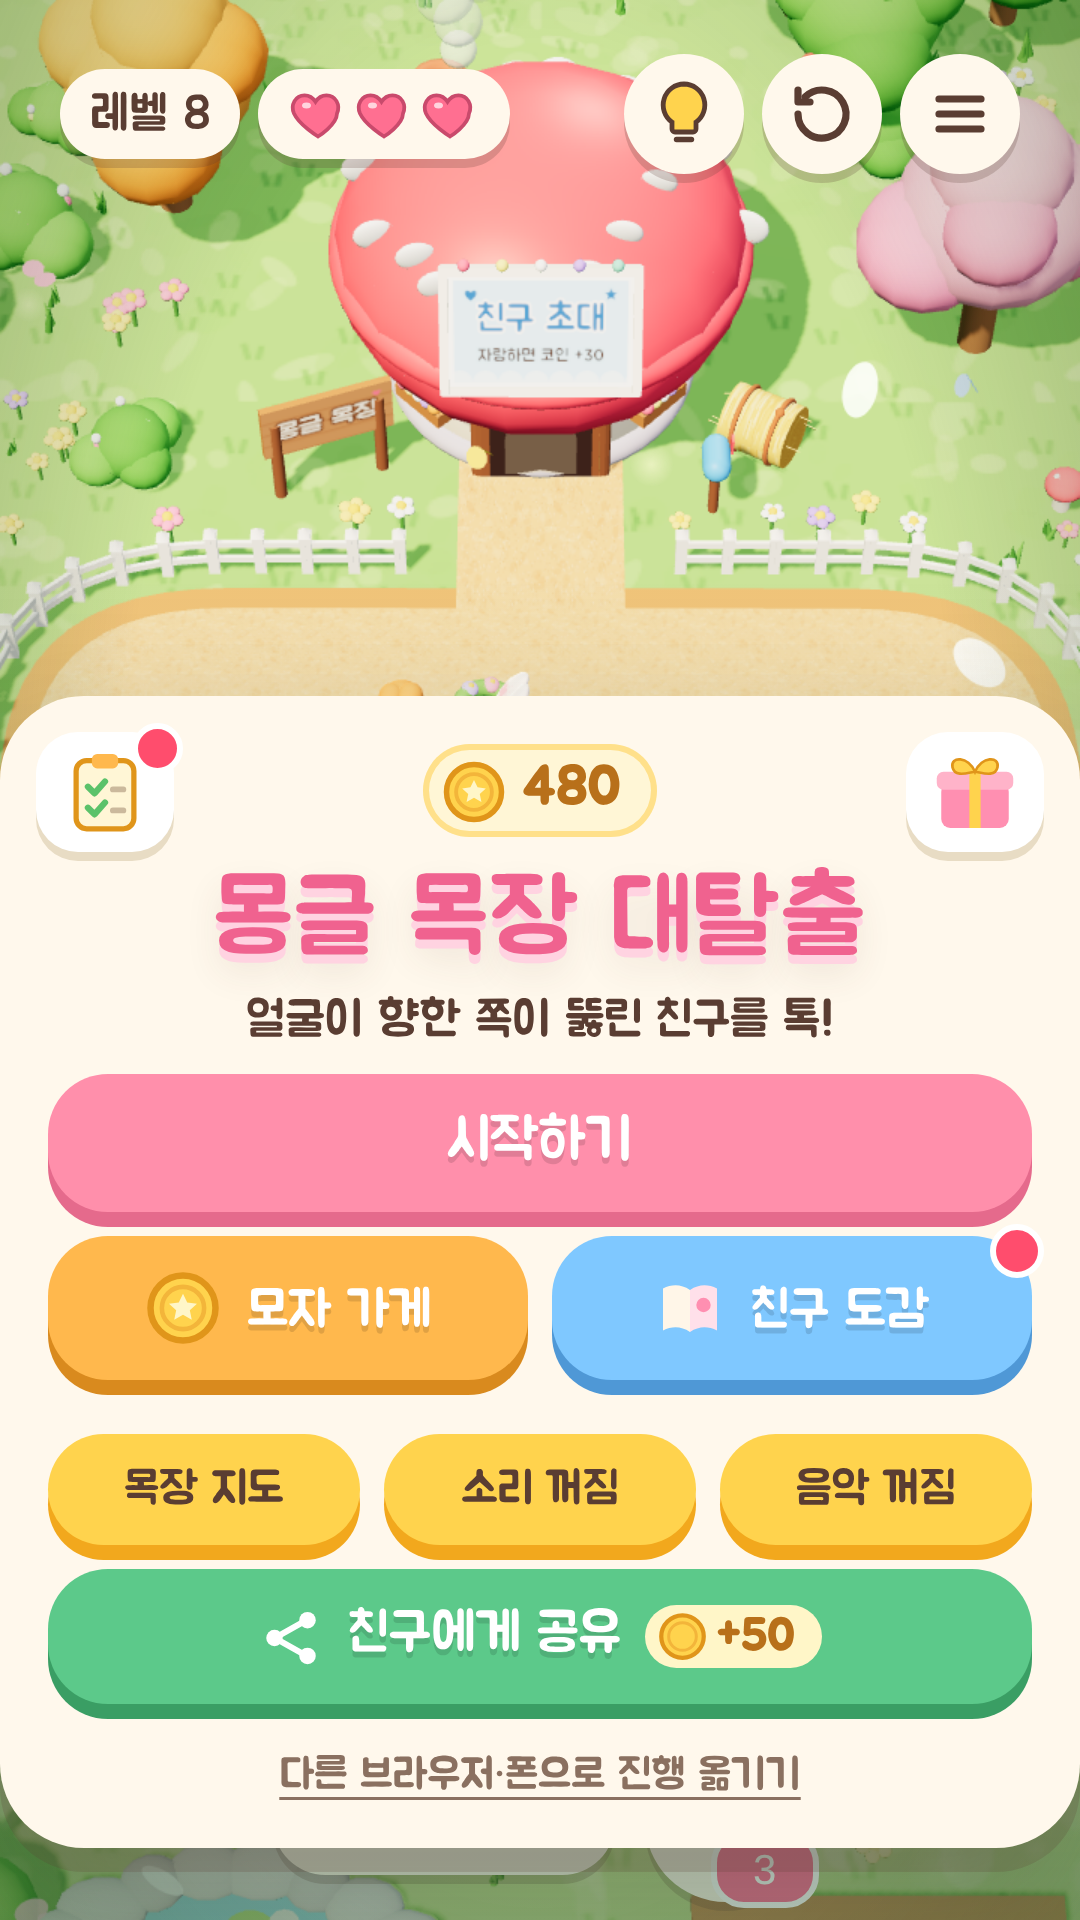 레벨 8
친구 초대
자랑하면 코인 +30
몽글 목장
480
몽글 목장 대탈출
얼굴이 향한 쪽이 뚫린 친구를 톡!
시작하기
모자 가게
친구 도감
목장 지도
소리 꺼짐
음악 꺼짐
친구에게 공유 +50
다른 브라우저·폰으로 진행 옮기기
3